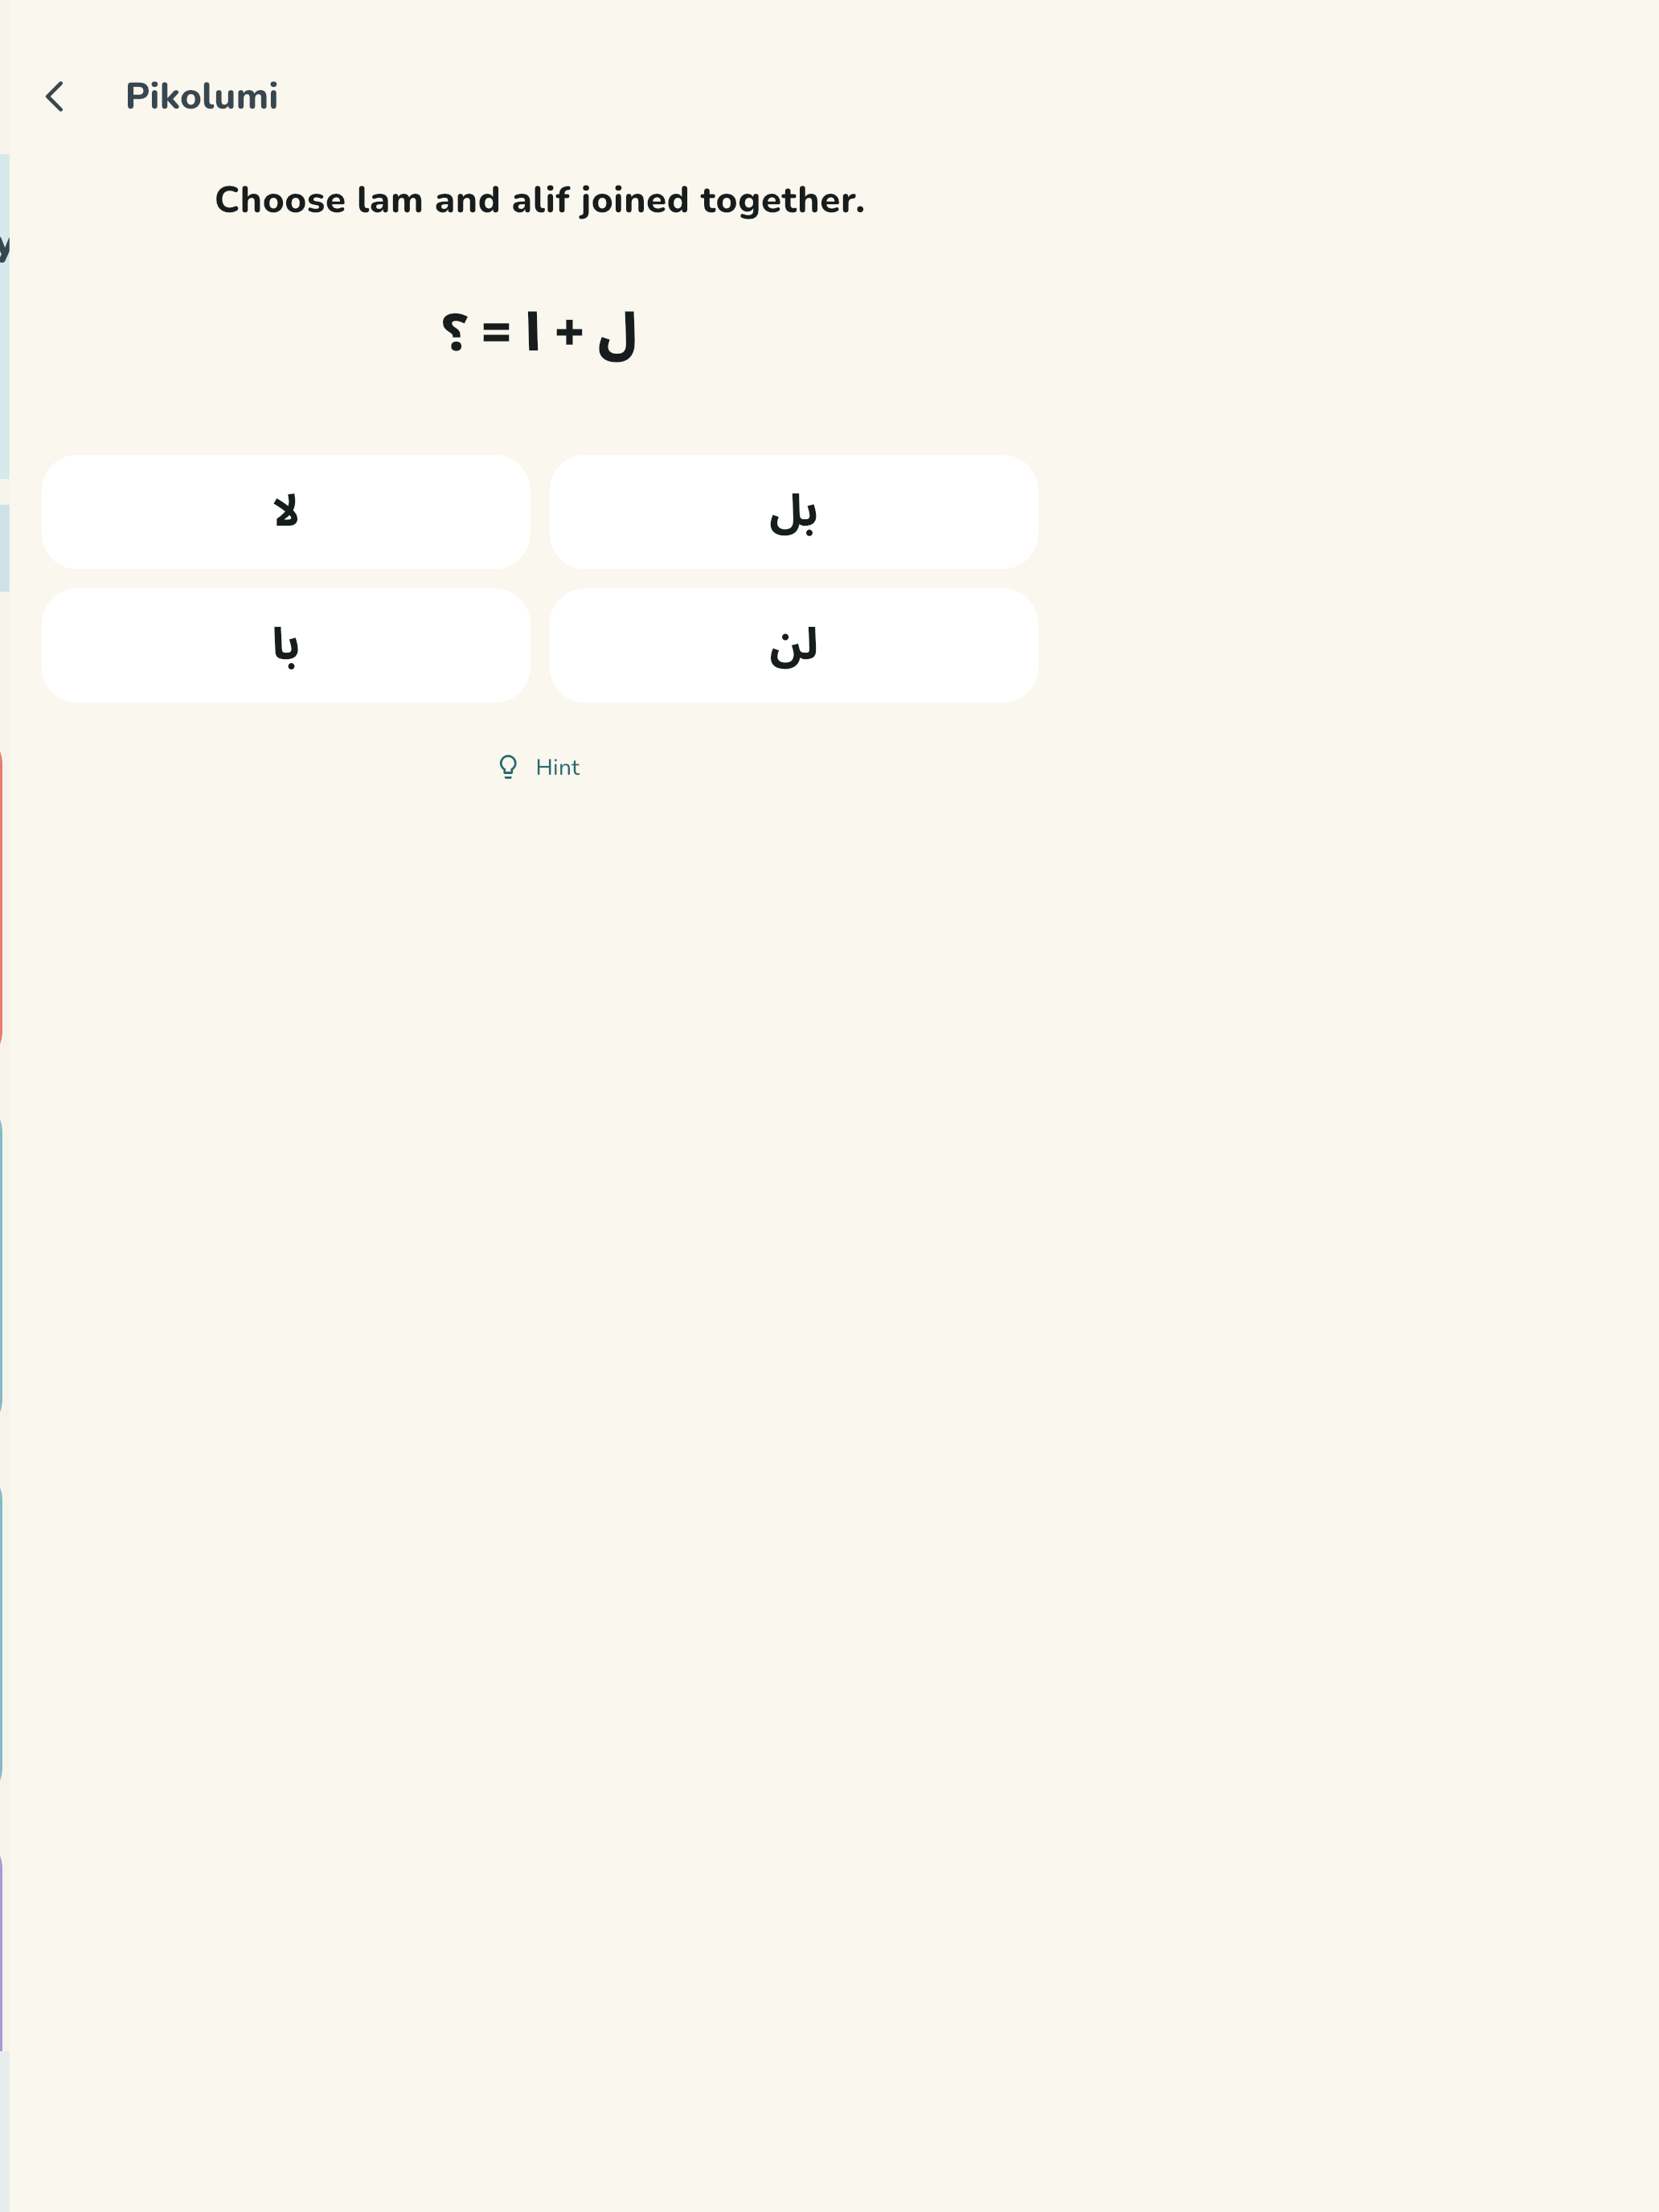 Pikolumi
Choose lam and alif joined together.
ل + ا = ؟
لا
بل
با
لن
Hint